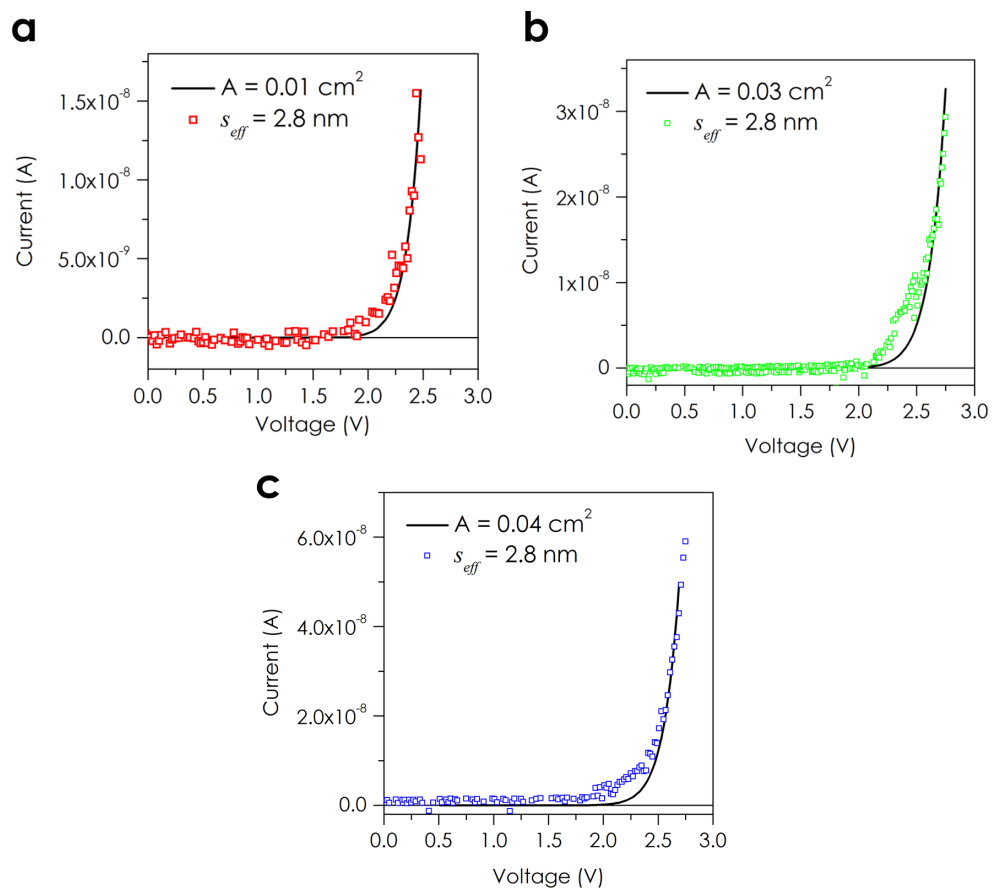 a
A = 0.01 cm²
s_eff = 2.8 nm
1.5x10⁻⁸
1.0x10⁻⁸
5.0x10⁻⁹
0.0
Current (A)
0.0 0.5 1.0 1.5 2.0 2.5 3.0
Voltage (V)
b
A = 0.03 cm²
s_eff = 2.8 nm
3x10⁻⁸
2x10⁻⁸
1x10⁻⁸
0
Current (A)
0.0 0.5 1.0 1.5 2.0 2.5 3.0
Voltage (V)
c
A = 0.04 cm²
s_eff = 2.8 nm
6.0x10⁻⁸
4.0x10⁻⁸
2.0x10⁻⁸
0.0
Current (A)
0.0 0.5 1.0 1.5 2.0 2.5 3.0
Voltage (V)